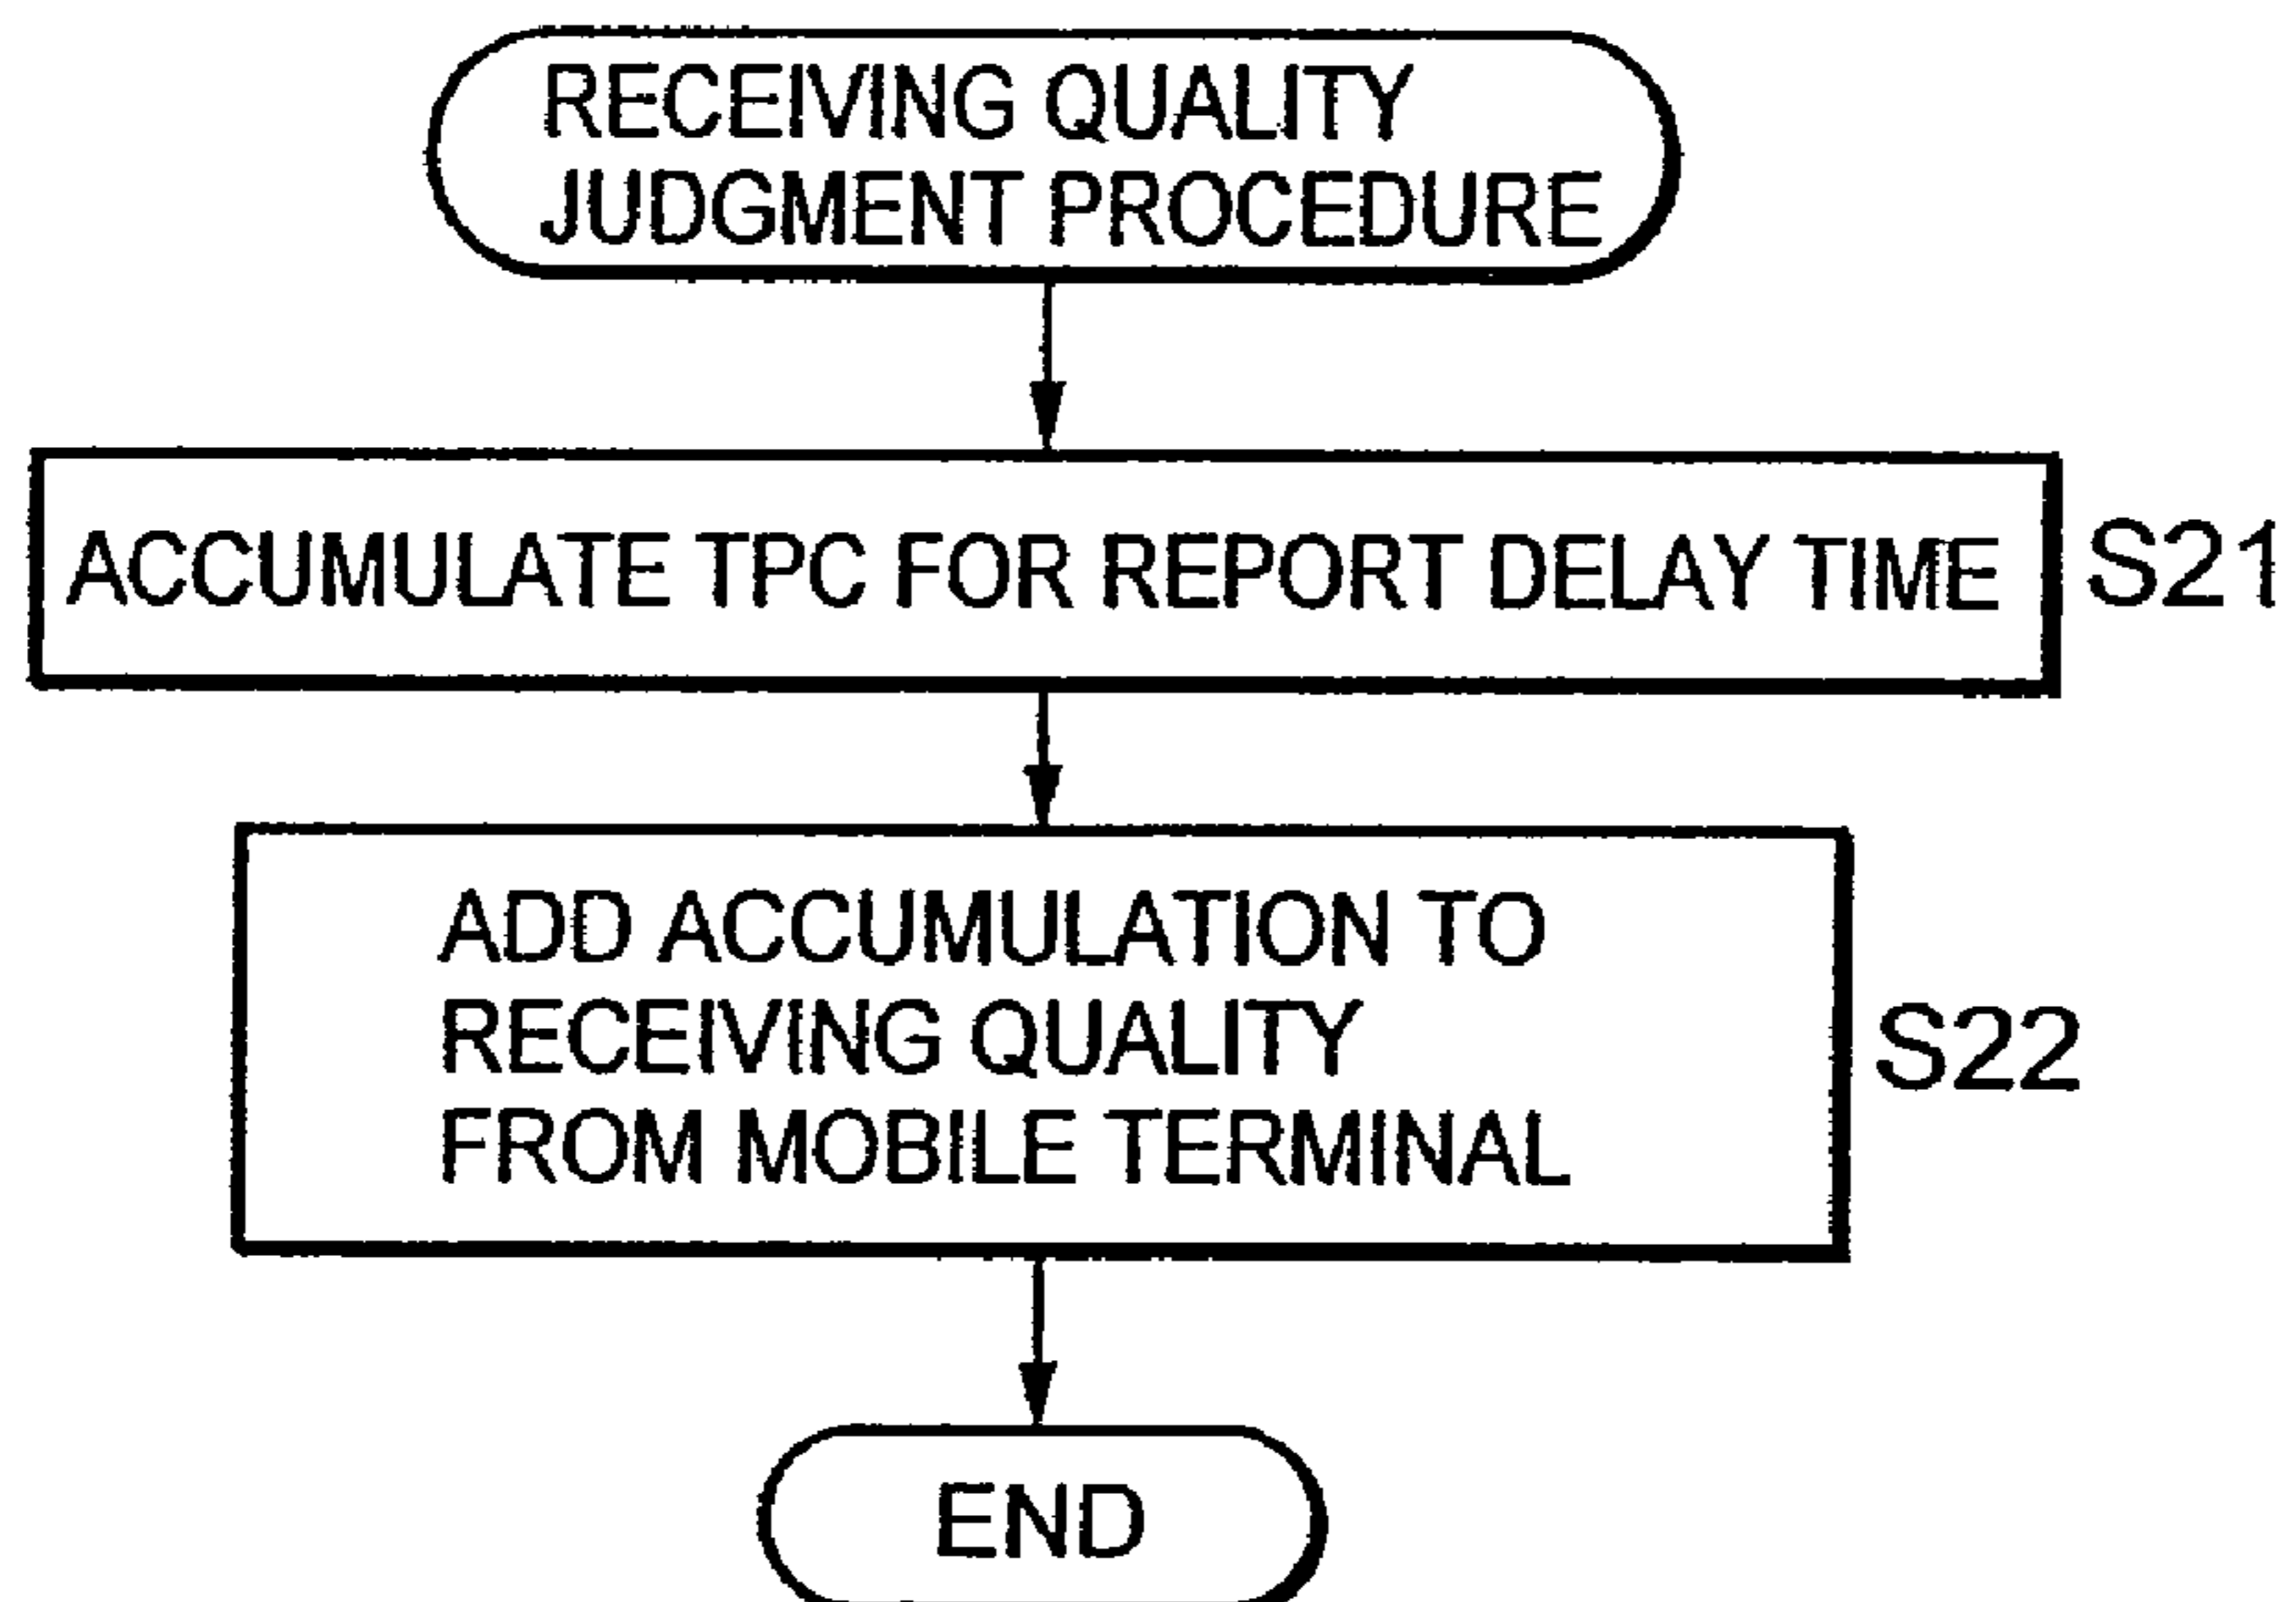 RECEIVING QUALITY
JUDGMENT PROCEDURE
ACCUMULATE TPC FOR REPORT DELAY TIME
S21
ADD ACCUMULATION TO
RECEIVING QUALITY
FROM MOBILE TERMINAL
S22
END